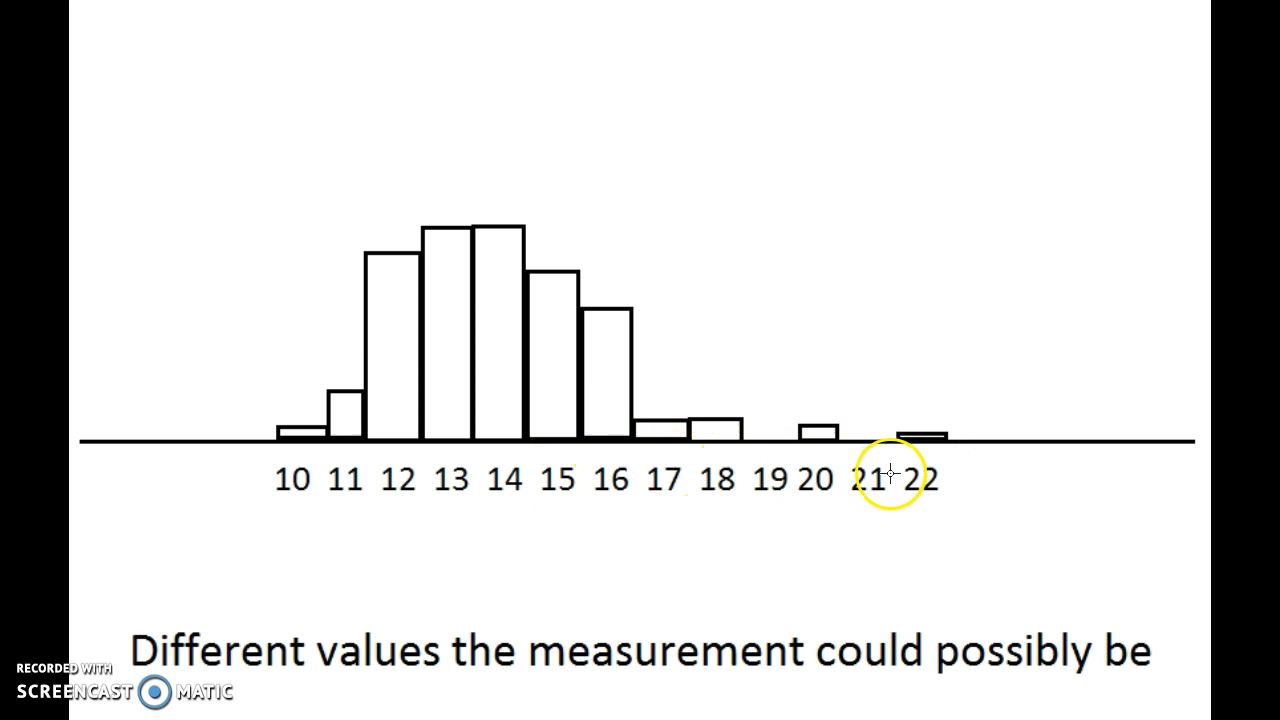 10 11 12 13 14 15 16 17 18 19 20 21 22
Different values the measurement could possibly be
RECORDED WITH
SCREENCAST MATIC